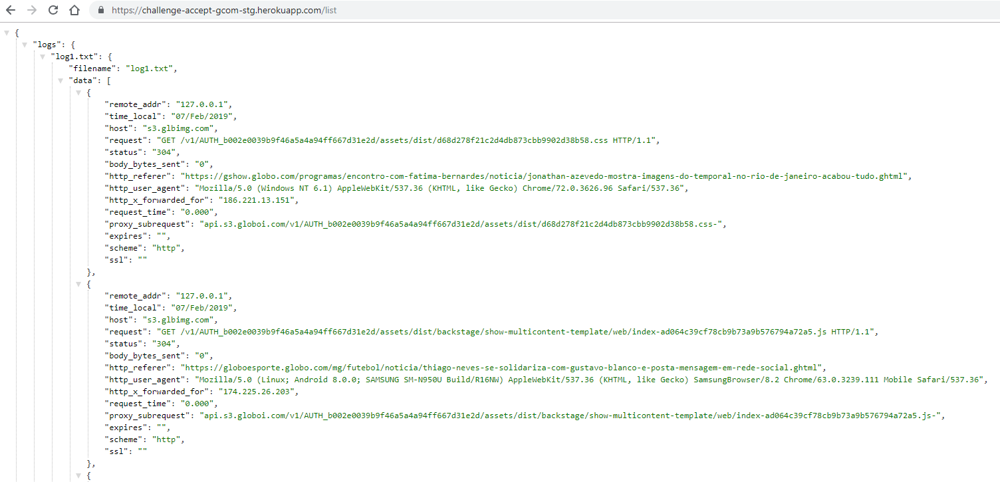 https://challenge-accept-gcom-stg.herokuapp.com/list
{
"logs": {
"log1.txt": {
"filename": "log1.txt",
"data": [
{
"remote_addr": "127.0.0.1",
"time_local": "07/Feb/2019",
"host": "s3.glbimg.com",
"request": "GET /v1/AUTH_b002e0039b9f46a5a4a94ff667d31e2d/assets/dist/d68d278f21c2d4db873cbb9902d38b58.css HTTP/1.1",
"status": "304",
"body_bytes_sent": "0",
"http_referer": "https://gshow.globo.com/programas/encontro-com-fatima-bernardes/noticia/jonathan-azevedo-mostra-imagens-do-temporal-no-rio-de-janeiro-acabou-tudo.ghtml",
"http_user_agent": "Mozilla/5.0 (Windows NT 6.1) AppleWebKit/537.36 (KHTML, like Gecko) Chrome/72.0.3626.96 Safari/537.36",
"http_x_forwarded_for": "186.221.13.151",
"request_time": "0.000",
"proxy_subrequest": "api.s3.globoi.com/v1/AUTH_b002e0039b9f46a5a4a94ff667d31e2d/assets/dist/d68d278f21c2d4db873cbb9902d38b58.css-",
"expires": "",
"scheme": "http",
"ssl": ""
},
{
"remote_addr": "127.0.0.1",
"time_local": "07/Feb/2019",
"host": "s3.glbimg.com",
"request": "GET /v1/AUTH_b002e0039b9f46a5a4a94ff667d31e2d/assets/dist/backstage/show-multicontent-template/web/index-ad064c39cf78cb9b73a9b576794a72a5.js HTTP/1.1",
"status": "304",
"body_bytes_sent": "0",
"http_referer": "https://globoesporte.globo.com/mg/futebol/noticia/thiago-neves-se-solidariza-com-gustavo-blanco-e-posta-mensagem-em-rede-social.ghtml",
"http_user_agent": "Mozilla/5.0 (Linux; Android 8.0.0; SAMSUNG SM-N950U Build/R16NW) AppleWebKit/537.36 (KHTML, like Gecko) SamsungBrowser/8.2 Chrome/63.0.3239.111 Mobile Safari/537.36",
"http_x_forwarded_for": "174.225.26.203",
"request_time": "0.000",
"proxy_subrequest": "api.s3.globoi.com/v1/AUTH_b002e0039b9f46a5a4a94ff667d31e2d/assets/dist/backstage/show-multicontent-template/web/index-ad064c39cf78cb9b73a9b576794a72a5.js-",
"expires": "",
"scheme": "http",
"ssl": ""
},
{